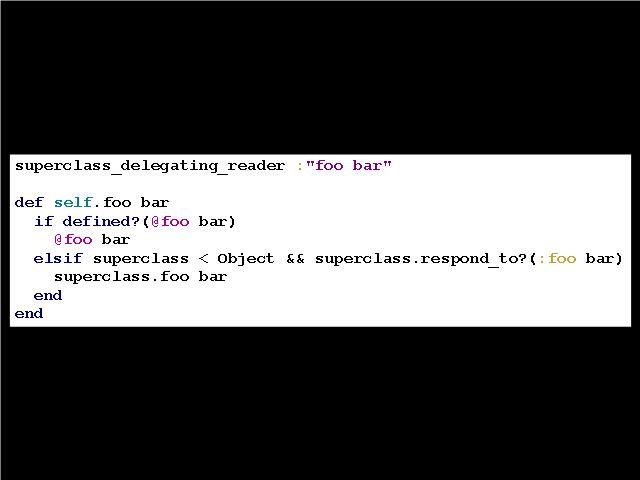 superclass_delegating_reader :"foo bar"
def self.foo bar
if defined?(@foo bar)
@foo bar
elsif superclass < Object && superclass.respond_to?(:foo bar)
superclass.foo bar
end
end